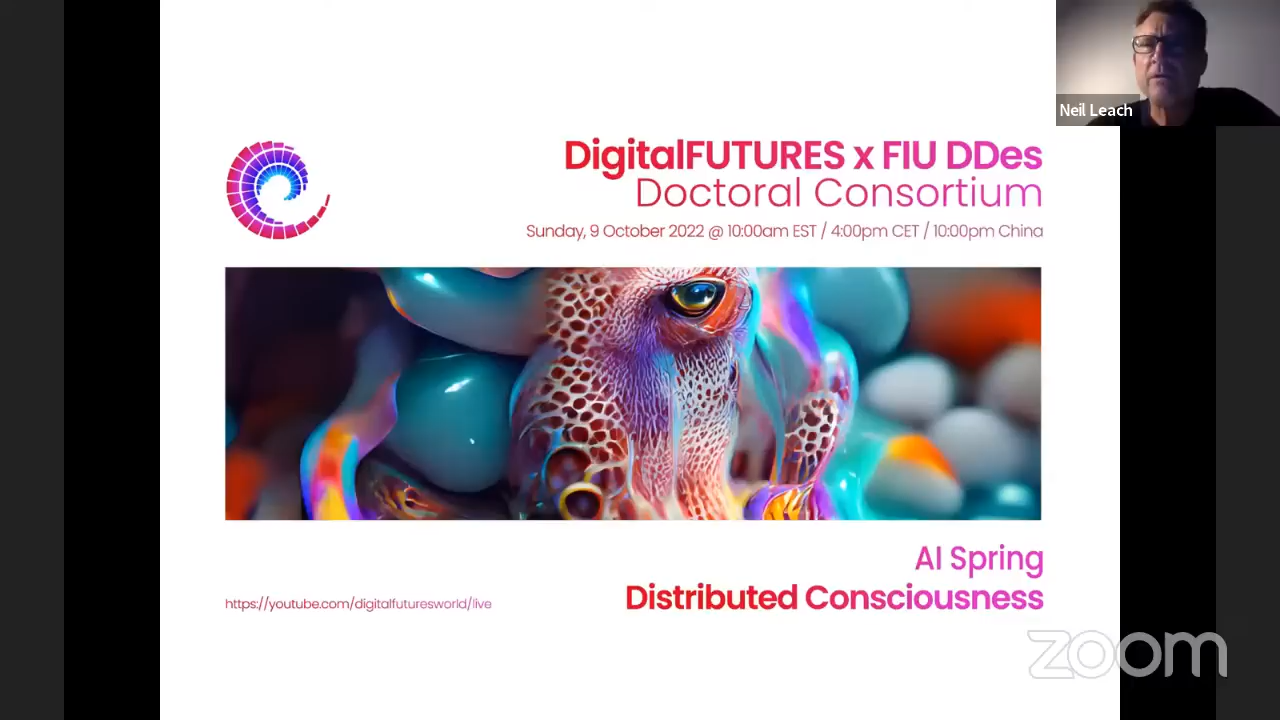 Neil Leach
DigitalFUTURES x FIU DDes
Doctoral Consortium
Sunday, 9 October 2022 @ 10:00am EST / 4:00pm CET / 10:00pm China
AI Spring
Distributed Consciousness
https://youtube.com/digitalfuturesworld/live
zoom